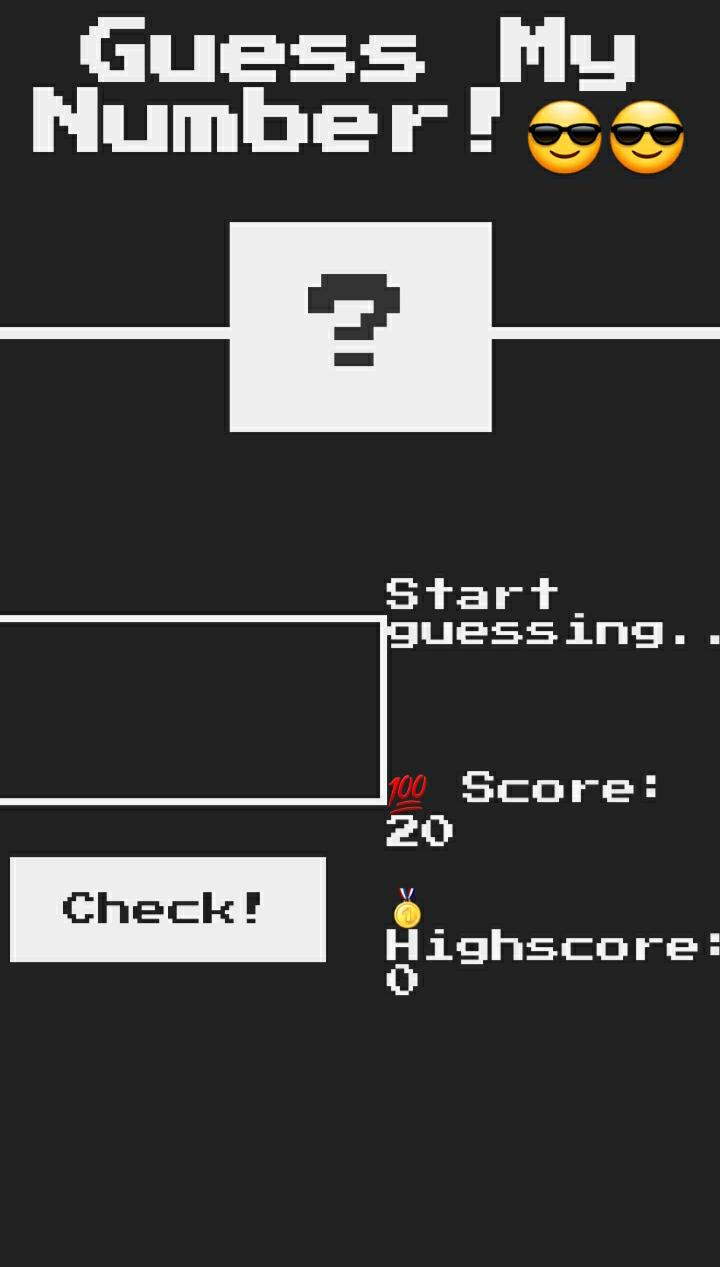 Guess My
Number!😎😎
?
Start
guessing..
💯 Score:
20
Check!
🥇
Highscore:
0